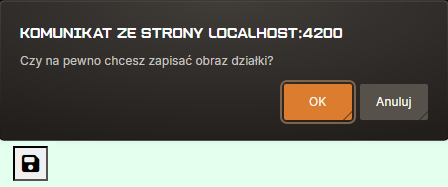 KOMUNIKAT ZE STRONY LOCALHOST:4200
Czy na pewno chcesz zapisać obraz działki?
OK
Anuluj